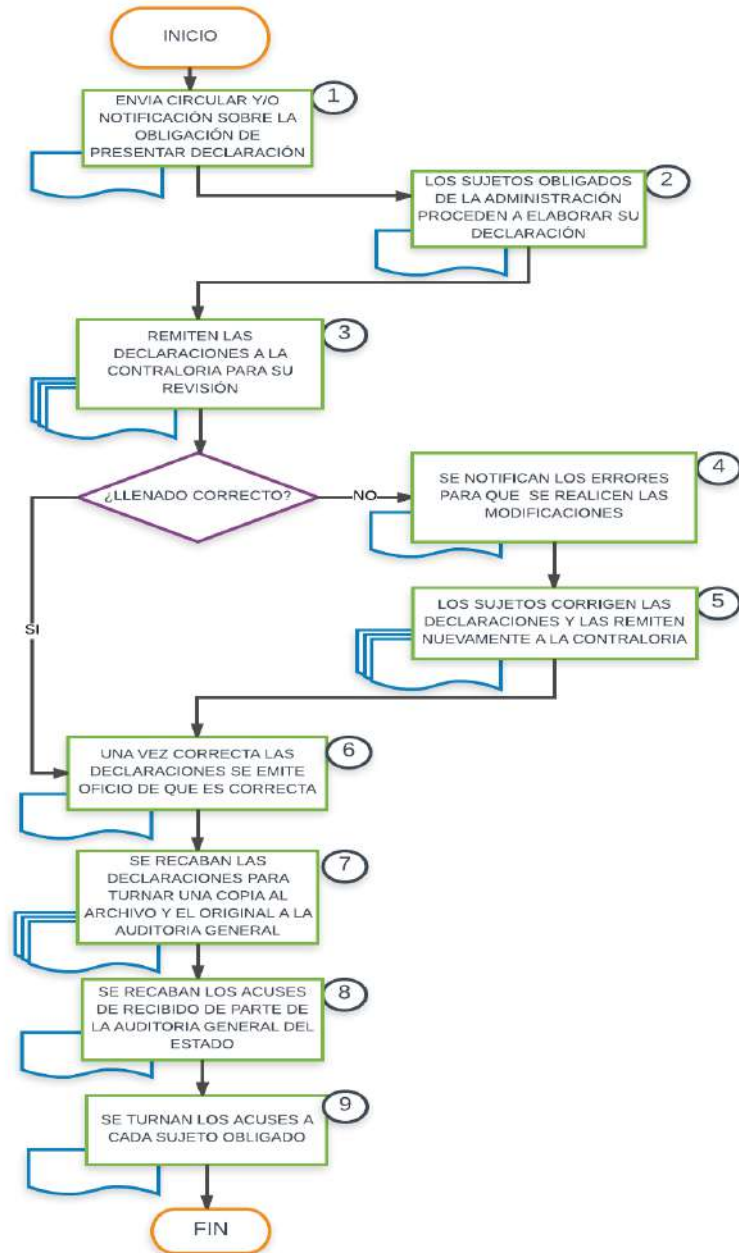 INICIO
1
ENVIA CIRCULAR Y/O
NOTIFICACIÓN SOBRE LA
OBLIGACIÓN DE
PRESENTAR DECLARACIÓN
2
LOS SUJETOS OBLIGADOS
DE LA ADMINISTRACIÓN
PROCEDEN A ELABORAR SU
DECLARACIÓN
3
REMITEN LAS
DECLARACIONES A LA
CONTRALORIA PARA SU
REVISIÓN
¿LLENADO CORRECTO?
NO
4
SE NOTIFICAN LOS ERRORES
PARA QUE SE REALICEN LAS
MODIFICACIONES
5
LOS SUJETOS CORRIGEN LAS
DECLARACIONES Y LAS REMITEN
NUEVAMENTE A LA CONTRALORIA
SI
6
UNA VEZ CORRECTA LAS
DECLARACIONES SE EMITE
OFICIO DE QUE ES CORRECTA
7
SE RECABAN LAS
DECLARACIONES PARA
TURNAR UNA COPIA AL
ARCHIVO Y EL ORIGINAL A LA
AUDITORIA GENERAL
8
SE RECABAN LOS ACUSES
DE RECIBIDO DE PARTE DE
LA AUDITORIA GENERAL DEL
ESTADO
9
SE TURNAN LOS ACUSES A
CADA SUJETO OBLIGADO
FIN